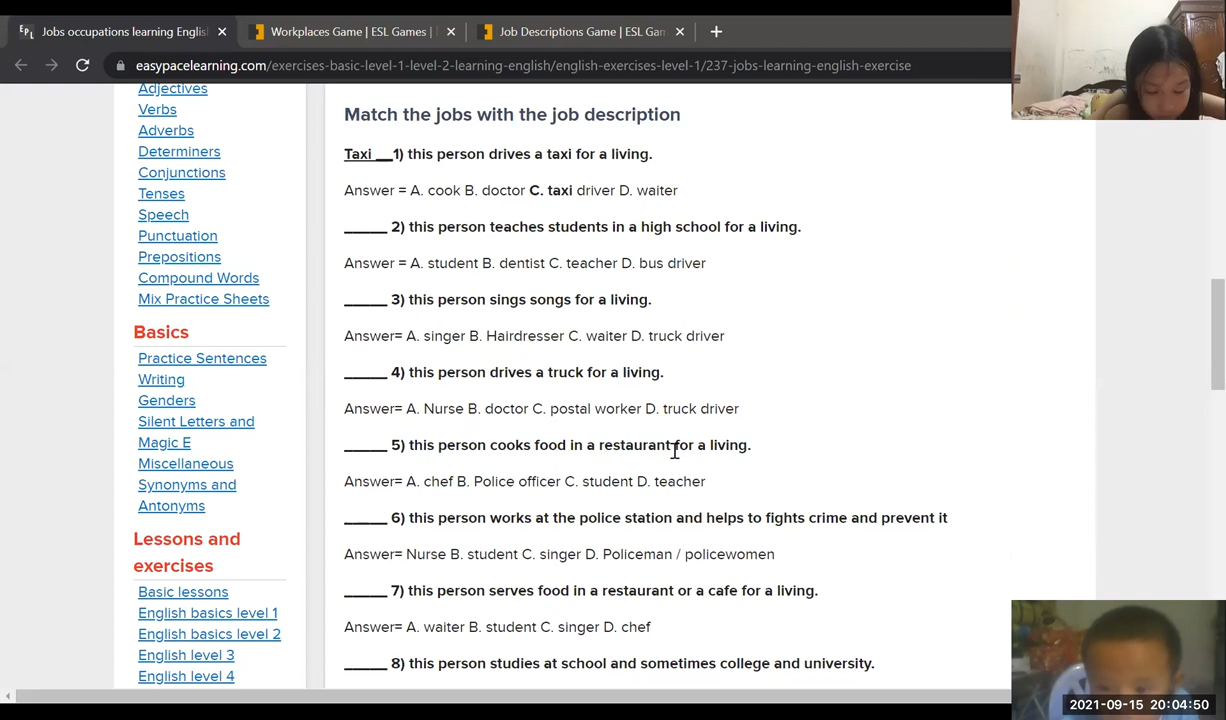 Jobs occupations learning Englis
Workplaces Game | ESL Games |
Job Descriptions Game | ESL Gam
easypacelearning.com/exercises-basic-level-1-level-2-learning-english/english-exercises-level-1/237-jobs-learning-english-exercise
Adjectives
Verbs
Adverbs
Determiners
Conjunctions
Tenses
Speech
Punctuation
Prepositions
Compound Words
Mix Practice Sheets
Basics
Practice Sentences
Writing
Genders
Silent Letters and
Magic E
Miscellaneous
Synonyms and
Antonyms
Lessons and
exercises
Basic lessons
English basics level 1
English basics level 2
English level 3
English level 4
Match the jobs with the job description
Taxi __1) this person drives a taxi for a living.
Answer = A. cook B. doctor C. taxi driver D. waiter
_____ 2) this person teaches students in a high school for a living.
Answer = A. student B. dentist C. teacher D. bus driver
_____ 3) this person sings songs for a living.
Answer= A. singer B. Hairdresser C. waiter D. truck driver
_____ 4) this person drives a truck for a living.
Answer= A. Nurse B. doctor C. postal worker D. truck driver
_____ 5) this person cooks food in a restaurant for a living.
Answer= A. chef B. Police officer C. student D. teacher
_____ 6) this person works at the police station and helps to fights crime and prevent it
Answer= Nurse B. student C. singer D. Policeman / policewomen
_____ 7) this person serves food in a restaurant or a cafe for a living.
Answer= A. waiter B. student C. singer D. chef
_____ 8) this person studies at school and sometimes college and university.
2021-09-15 20:04:50